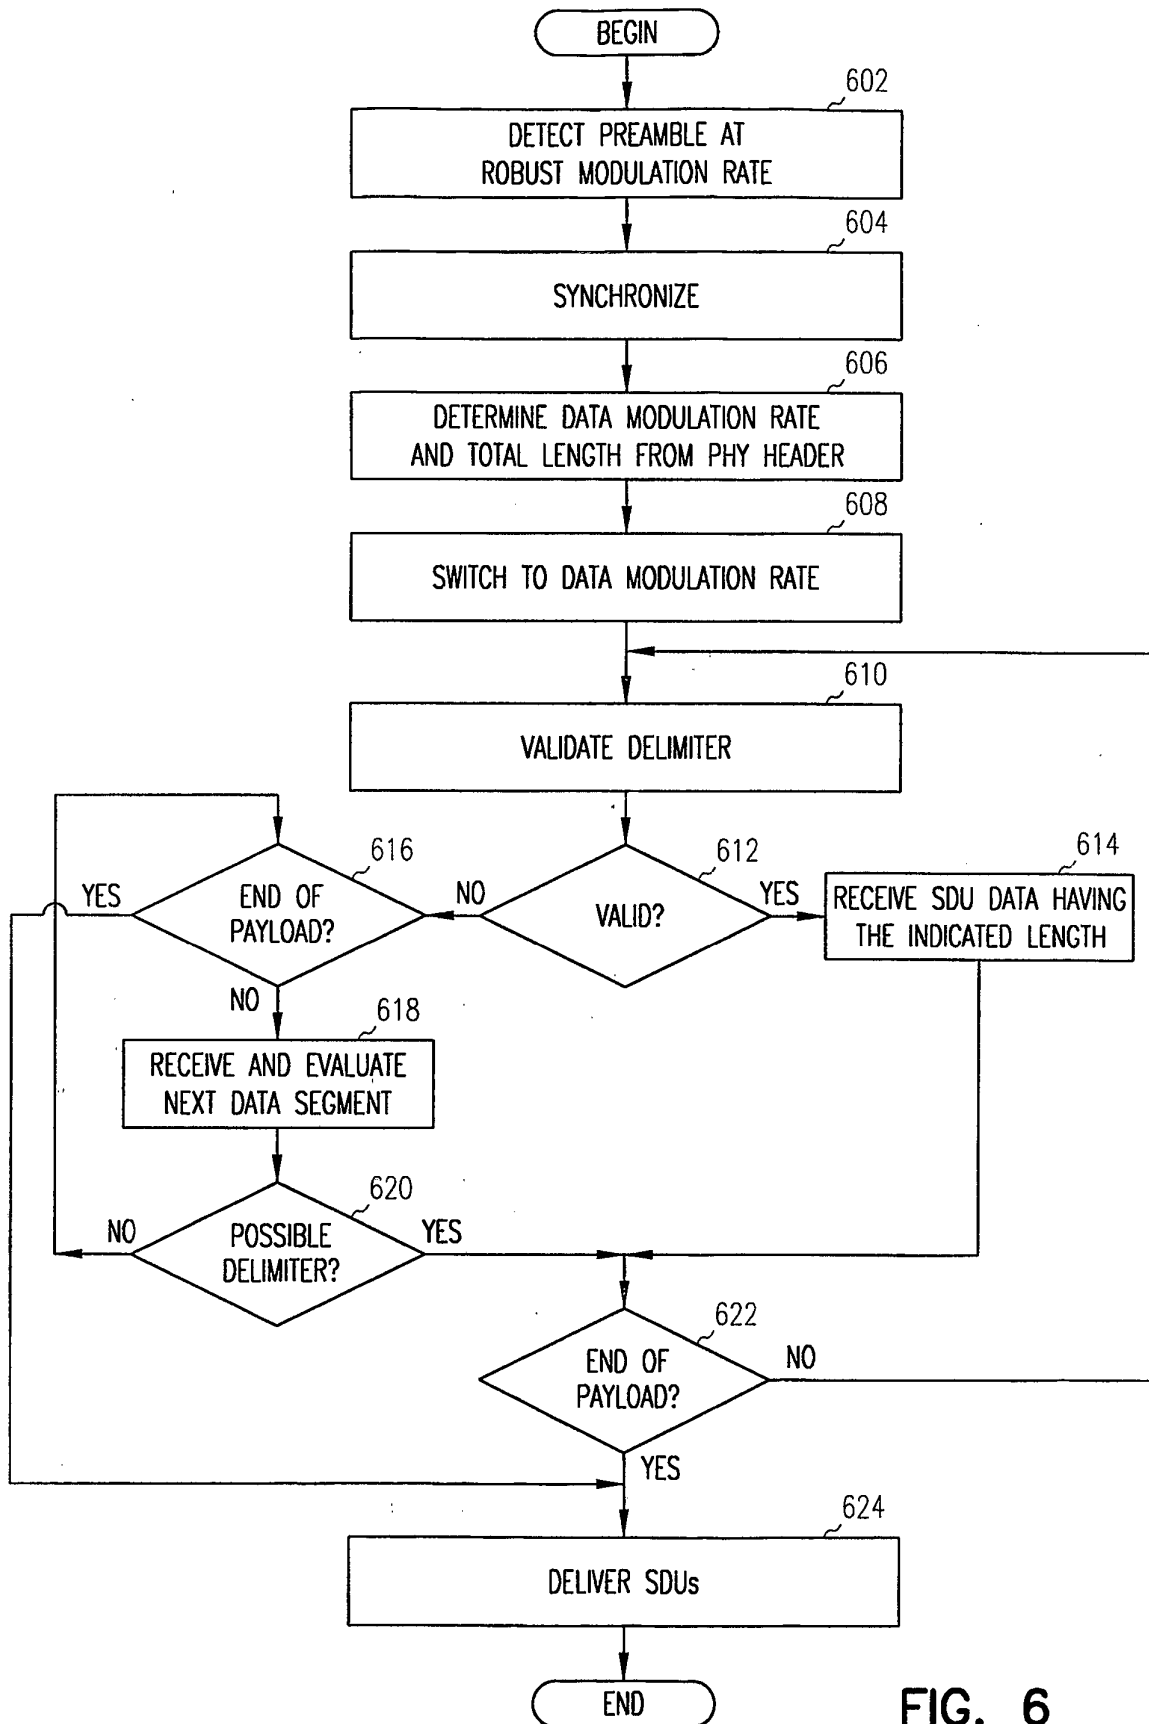 BEGIN
602
DETECT PREAMBLE AT
ROBUST MODULATION RATE
604
SYNCHRONIZE
606
DETERMINE DATA MODULATION RATE
AND TOTAL LENGTH FROM PHY HEADER
608
SWITCH TO DATA MODULATION RATE
610
VALIDATE DELIMITER
616
YES
END OF
PAYLOAD?
NO
612
NO
VALID?
YES
614
RECEIVE SDU DATA HAVING
THE INDICATED LENGTH
618
RECEIVE AND EVALUATE
NEXT DATA SEGMENT
620
NO
POSSIBLE
DELIMITER?
YES
622
END OF
PAYLOAD?
NO
YES
624
DELIVER SDUs
END
FIG. 6